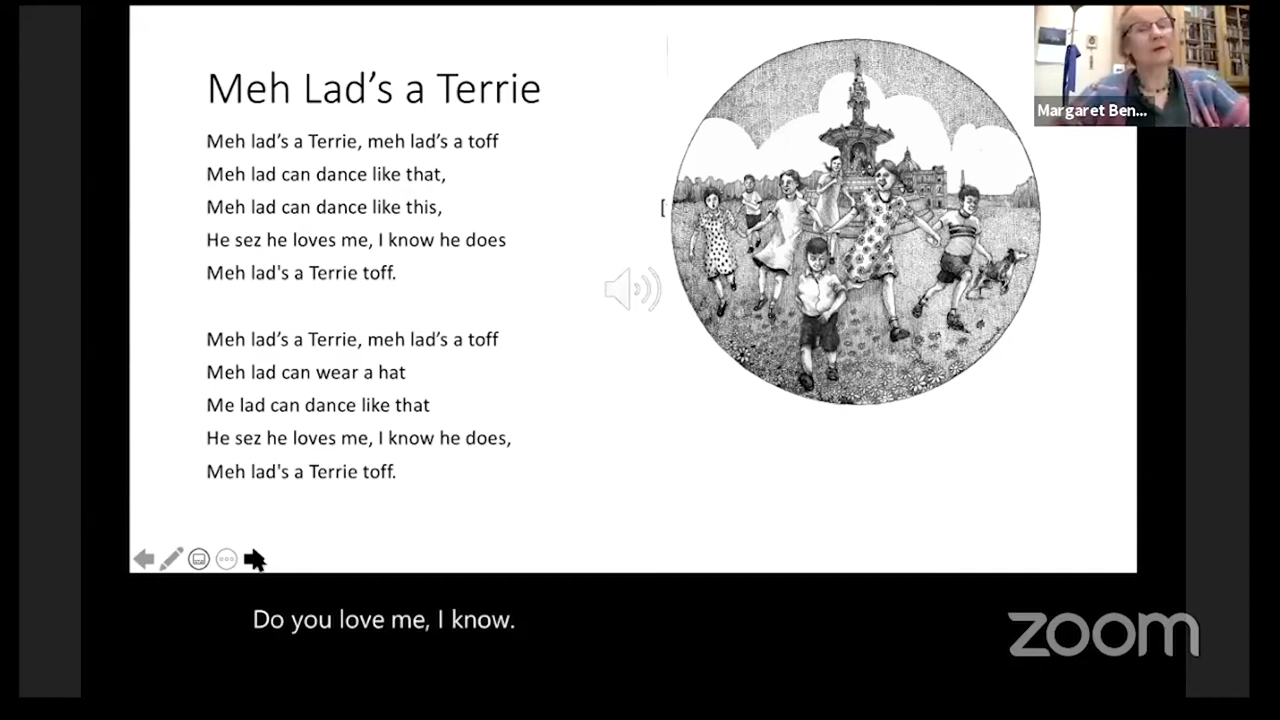 Meh Lad's a Terrie
Meh lad's a Terrie, meh lad's a toff
Meh lad can dance like that,
Meh lad can dance like this,
He sez he loves me, I know he does
Meh lad's a Terrie toff.
Meh lad's a Terrie, meh lad's a toff
Meh lad can wear a hat
Me lad can dance like that
He sez he loves me, I know he does,
Meh lad's a Terrie toff.
[
Margaret Ben...
Do you love me, I know.
zoom